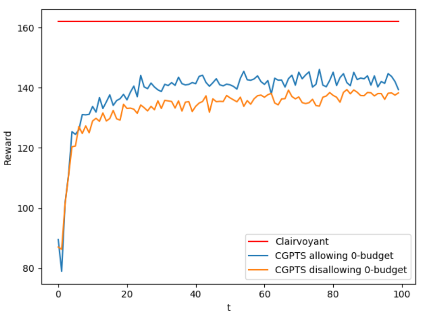 160
140
120
100
80
Reward
0
20
40
60
80
100
t
Clairvoyant
CGPTS allowing 0-budget
CGPTS disallowing 0-budget